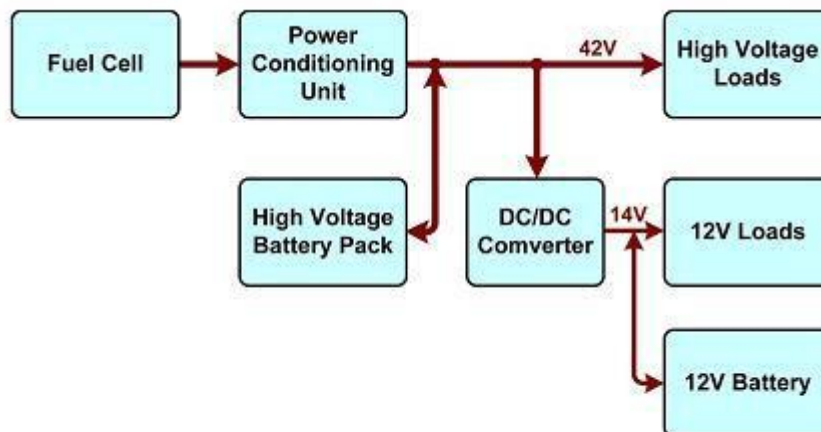 Fuel Cell
Power
Conditioning
Unit
42V
High Voltage
Loads
High Voltage
Battery Pack
DC/DC
Comverter
14V
12V Loads
12V Battery